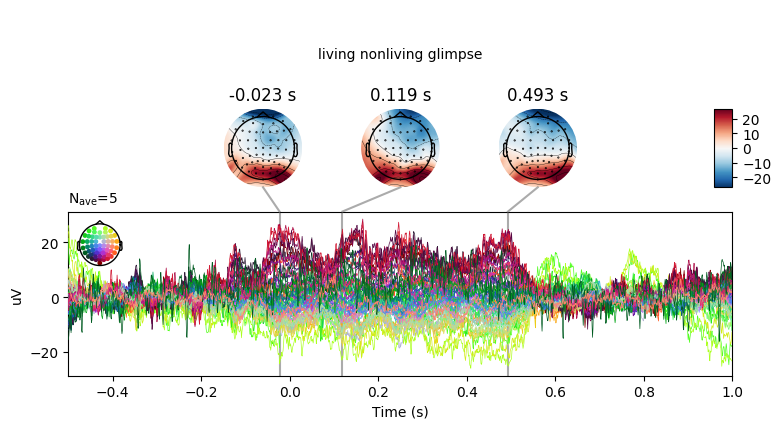 living nonliving glimpse
-0.023 s 0.119 s 0.493 s
20
10
0
−10
−20
Nave=5
20
0
−20
uV
−0.4 −0.2 0.0 0.2 0.4 0.6 0.8 1.0
Time (s)